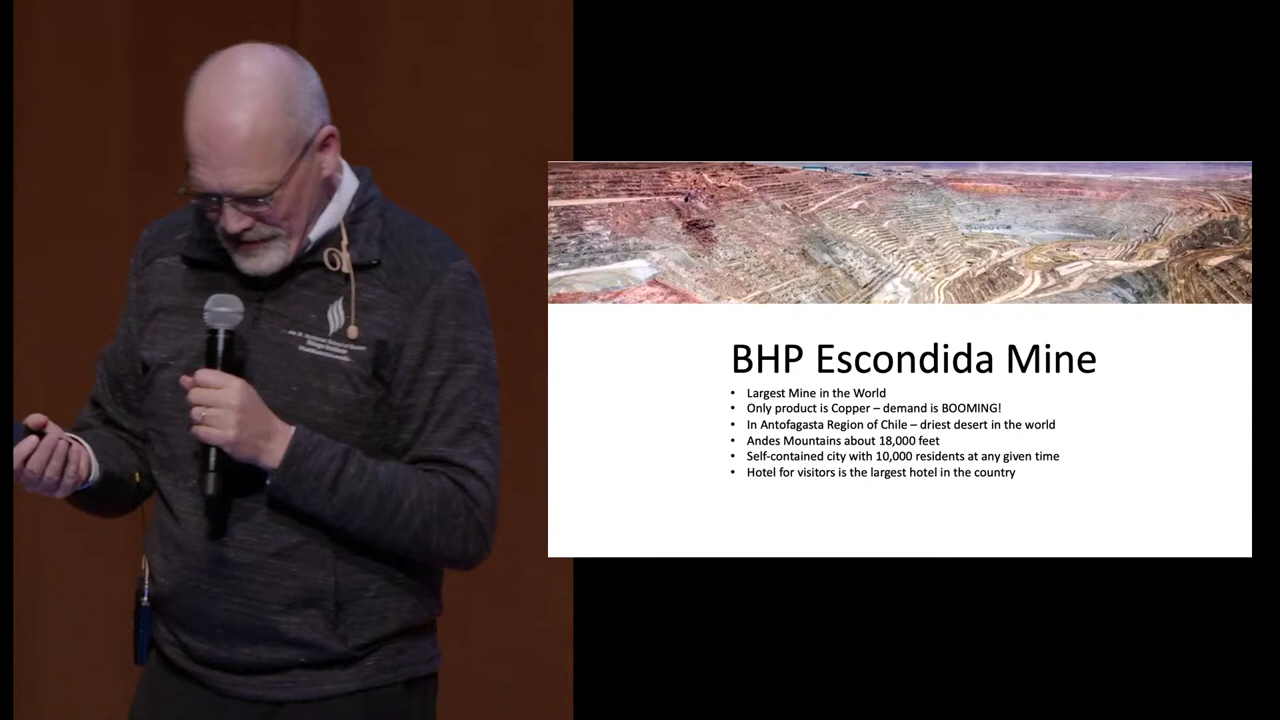 BHP Escondida Mine
• Largest Mine in the World
• Only product is Copper – demand is BOOMING!
• In Antofagasta Region of Chile – driest desert in the world
• Andes Mountains about 18,000 feet
• Self-contained city with 10,000 residents at any given time
• Hotel for visitors is the largest hotel in the country